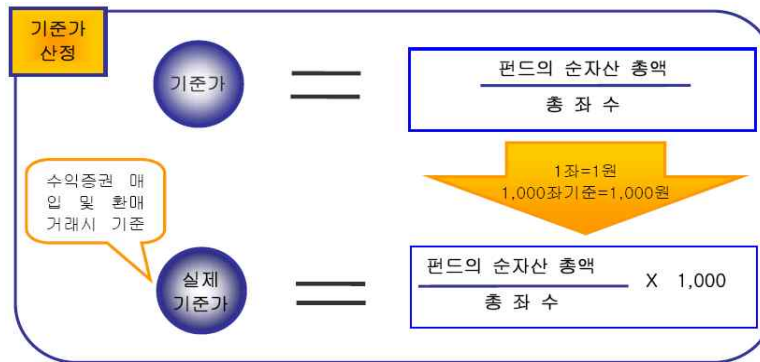 기준가
산정
기준가
펀드의 순자산 총액
총 좌 수
1좌=1원
1,000좌기준=1,000원
수익증권 매
입 및 환매
거래시 기준
실제
기준가
펀드의 순자산 총액
총 좌 수
X 1,000